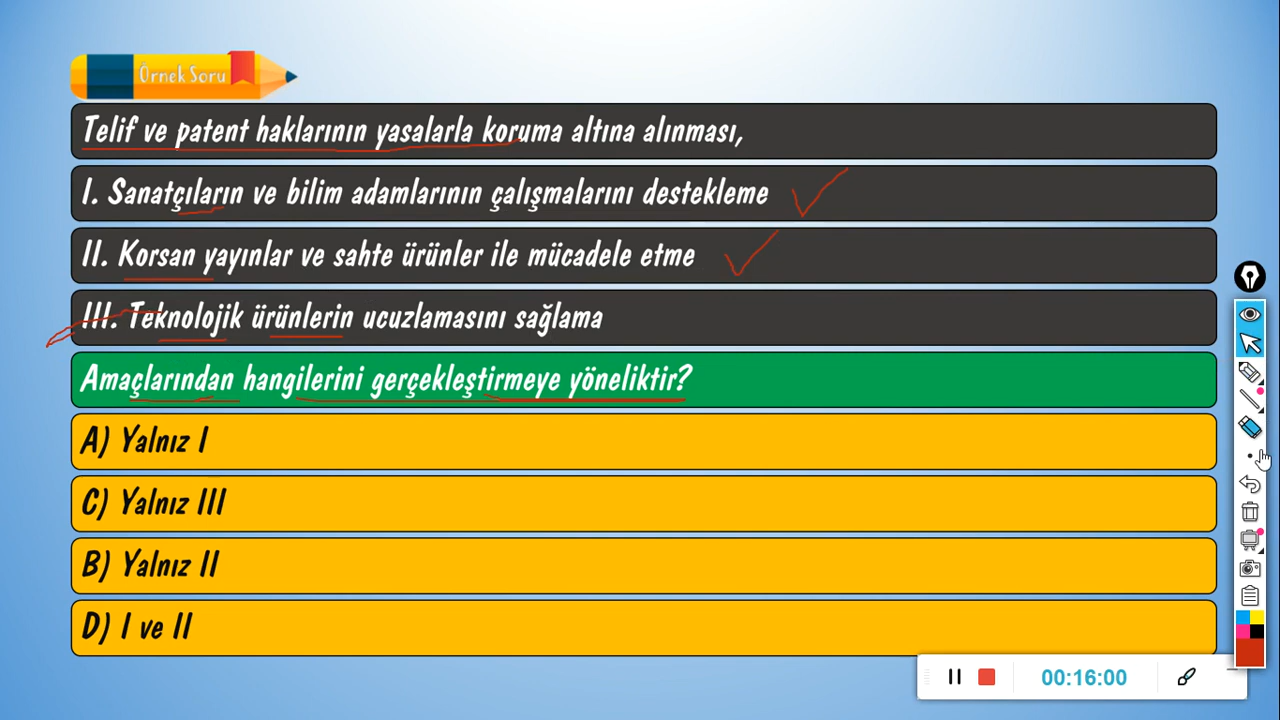 Örnek Soru
Telif ve patent haklarının yasalarla koruma altına alınması,
I. Sanatçıların ve bilim adamlarının çalışmalarını destekleme
II. Korsan yayınlar ve sahte ürünler ile mücadele etme
III. Teknolojik ürünlerin ucuzlamasını sağlama
Amaçlarından hangilerini gerçekleştirmeye yöneliktir?
A) Yalnız I
C) Yalnız III
B) Yalnız II
D) I ve II
00:16:00